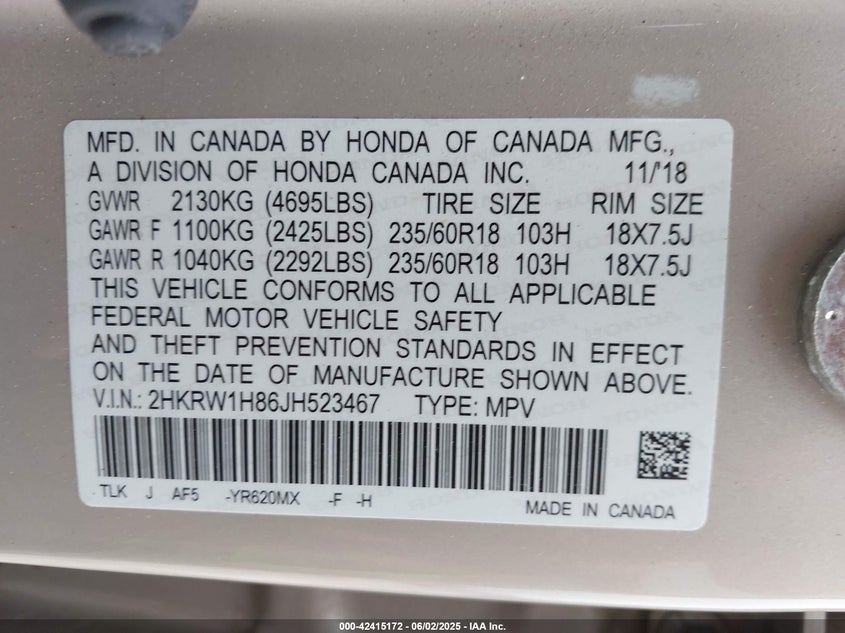 MFD. IN CANADA BY HONDA OF CANADA MFG.,
A DIVISION OF HONDA CANADA INC. 11/'18
GVWR 2130KG (4695LBS) TIRE SIZE RIM SIZE
GAWR F 1100KG (2425LBS) 235/60R18 103H 18X7.5J
GAWR R 1040KG (2292LBS) 235/60R18 103H 18X7.5J
THIS VEHICLE CONFORMS TO ALL APPLICABLE
FEDERAL MOTOR VEHICLE SAFETY
AND THEFT PREVENTION STANDARDS IN EFFECT
ON THE DATE OF MANUFACTURE SHOWN ABOVE.
V.I.N.: 2HKRW1H86JH523467 TYPE: MPV
TLK J AF5 -YR620MX -F -H
MADE IN CANADA
000-42415172 - 06/02/2025 - IAA Inc.